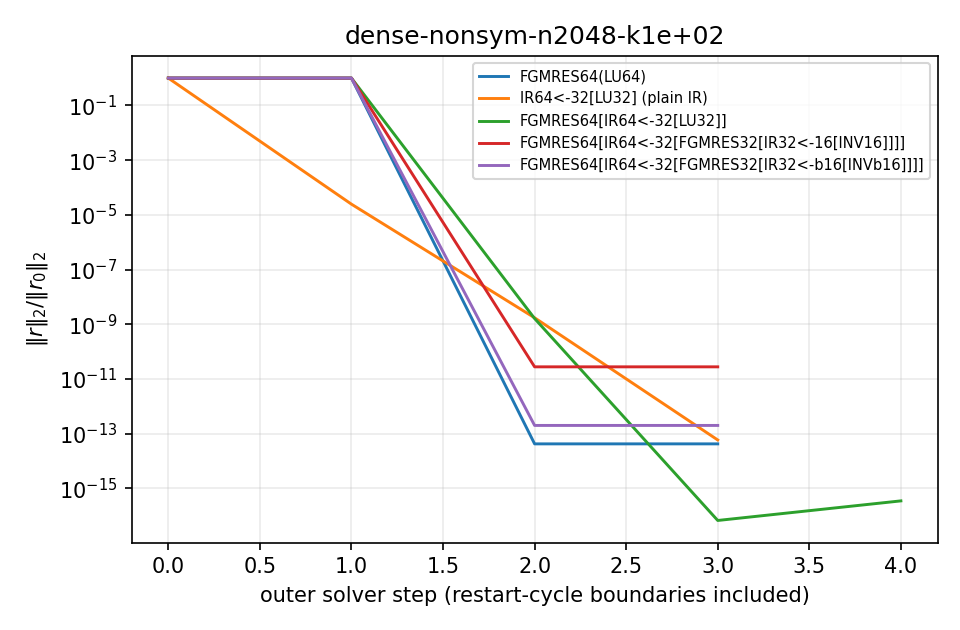 dense-nonsym-n2048-k1e+02
FGMRES64(LU64)
IR64<-32[LU32] (plain IR)
FGMRES64[IR64<-32[LU32]]
FGMRES64[IR64<-32[FGMRES32[IR32<-16[INV16]]]]
FGMRES64[IR64<-32[FGMRES32[IR32<-b16[INVb16]]]]
10⁻¹
10⁻³
10⁻⁵
10⁻⁷
10⁻⁹
10⁻¹¹
10⁻¹³
10⁻¹⁵
‖r‖₂/‖r₀‖₂
0.0 0.5 1.0 1.5 2.0 2.5 3.0 3.5 4.0
outer solver step (restart-cycle boundaries included)